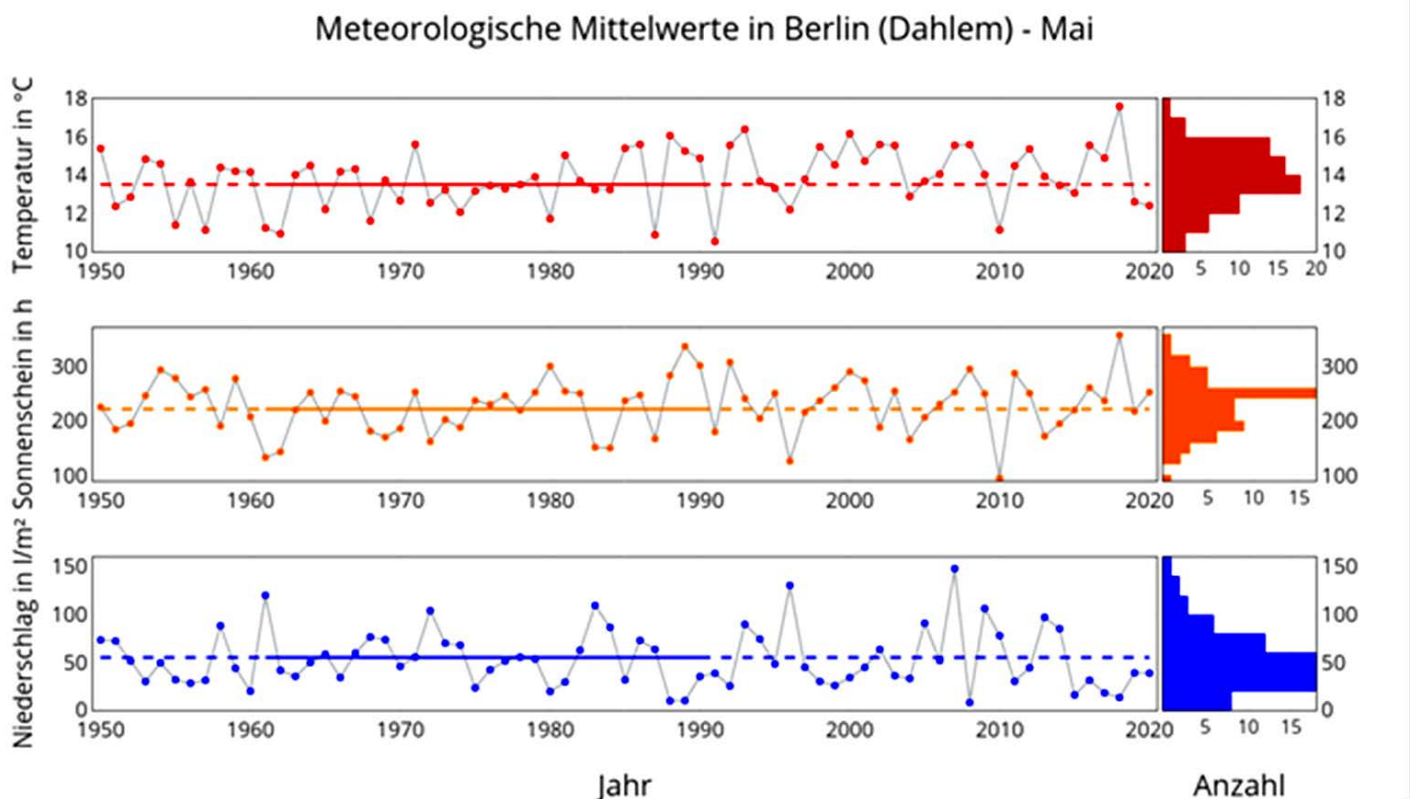 Meteorologische Mittelwerte in Berlin (Dahlem) - Mai
Temperatur in °C
18
16
14
12
10
1950 1960 1970 1980 1990 2000 2010 2020
18
16
14
12
10
5 10 15 20
Sonnenschein in h
300
200
100
1950 1960 1970 1980 1990 2000 2010 2020
300
200
100
5 10 15
Niederschlag in l/m²
150
100
50
0
1950 1960 1970 1980 1990 2000 2010 2020
150
100
50
0
5 10 15
Jahr
Anzahl